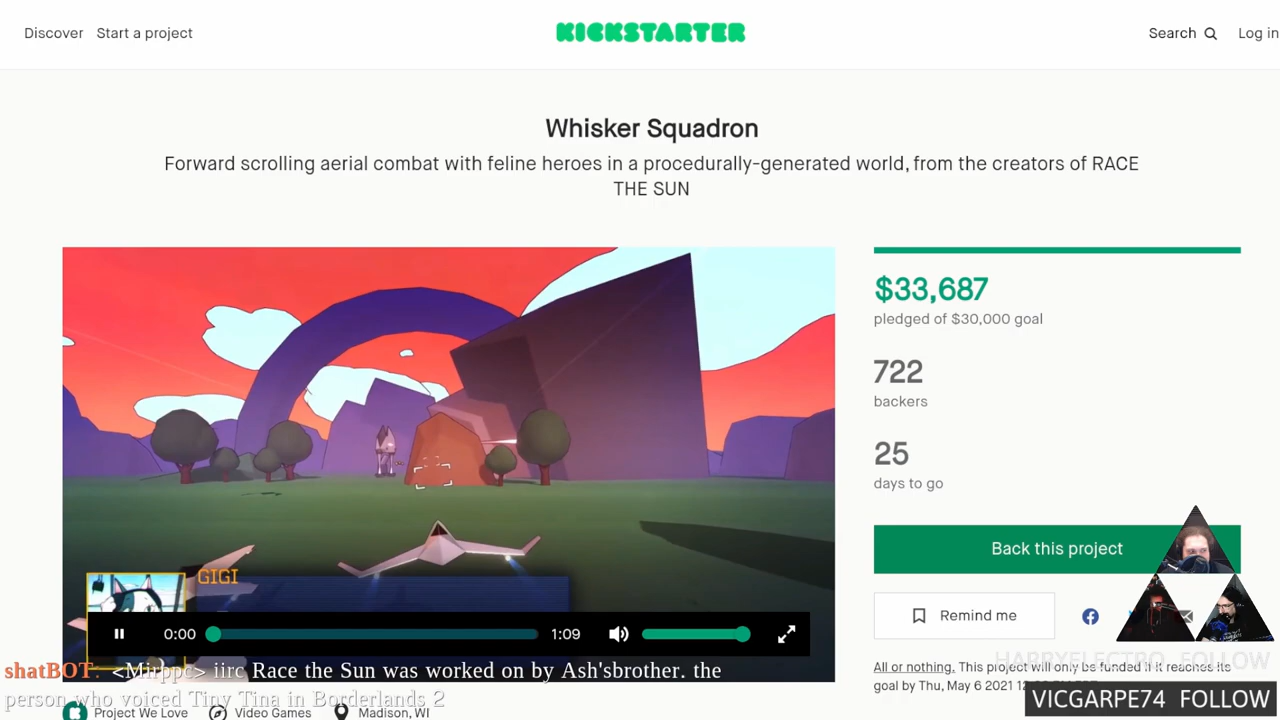 Discover Start a project KICKSTARTER Search Log in
Whisker Squadron
Forward scrolling aerial combat with feline heroes in a procedurally-generated world, from the creators of RACE
THE SUN
$33,687
pledged of $30,000 goal
722
backers
25
days to go
Back this project
Remind me
GIGI
0:00 1:09
All or nothing. This project will only be funded if it reaches its
goal by Thu, May 6 2021
HARRYELECTRO FOLLOW
VICGARPE74 FOLLOW
shatBOT: <Mirppc> iirc Race the Sun was worked on by Ash'sbrother. the
person who voiced Tiny Tina in Borderlands 2
Project We Love Video Games Madison, WI